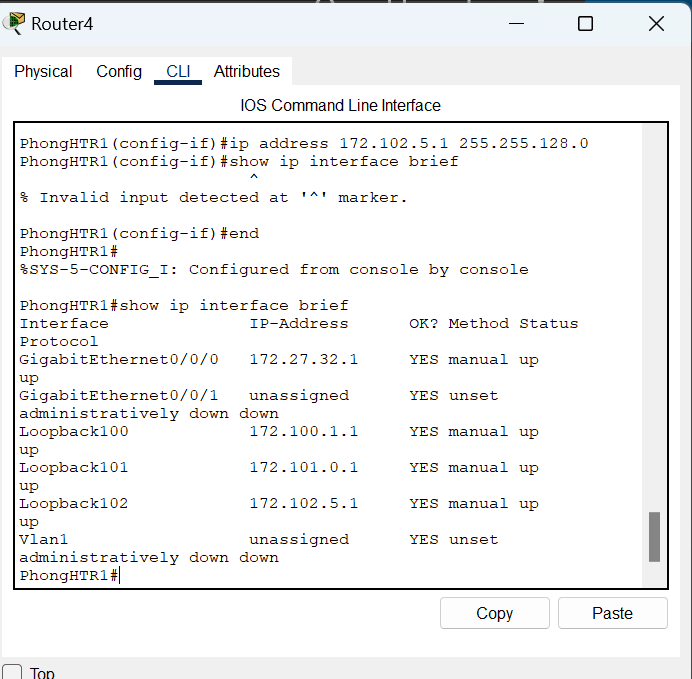 Router4
Physical Config CLI Attributes
IOS Command Line Interface
PhongHTR1(config-if)#ip address 172.102.5.1 255.255.128.0
PhongHTR1(config-if)#show ip interface brief
^
% Invalid input detected at '^' marker.
PhongHTR1(config-if)#end
PhongHTR1#
%SYS-5-CONFIG_I: Configured from console by console
PhongHTR1#show ip interface brief
Interface IP-Address OK? Method Status
Protocol
GigabitEthernet0/0/0 172.27.32.1 YES manual up
up
GigabitEthernet0/0/1 unassigned YES unset
administratively down down
Loopback100 172.100.1.1 YES manual up
up
Loopback101 172.101.0.1 YES manual up
up
Loopback102 172.102.5.1 YES manual up
up
Vlan1 unassigned YES unset
administratively down down
PhongHTR1#
Copy Paste
Top